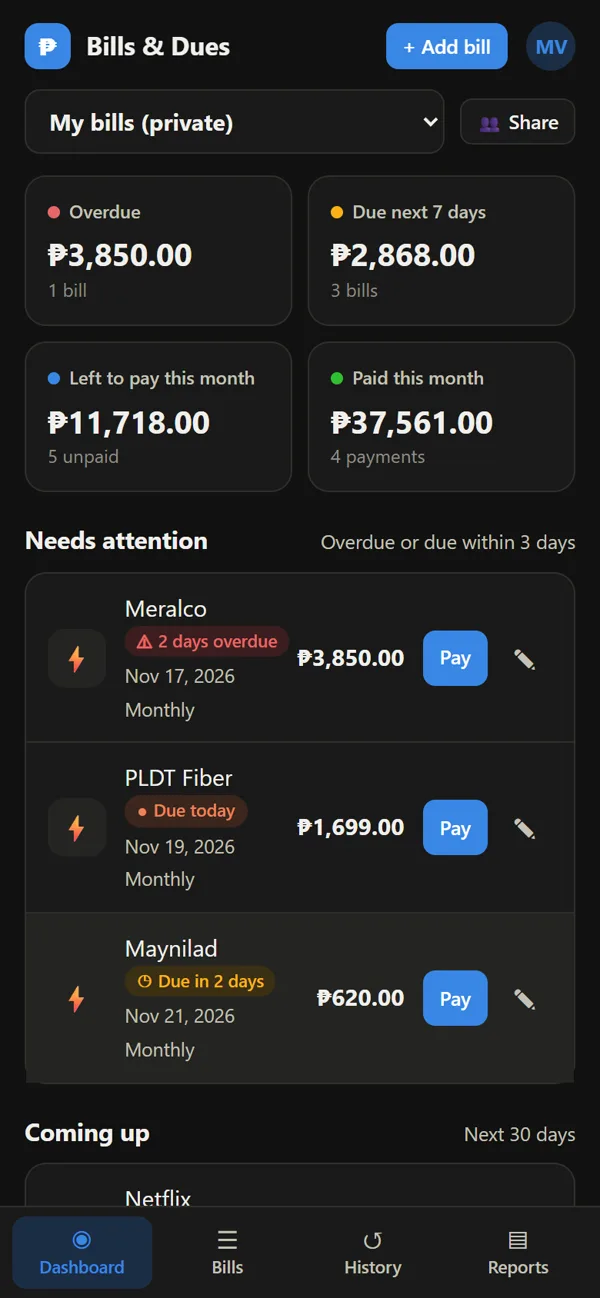 ₱ Bills & Dues + Add bill MV
My bills (private) Share
Overdue
₱3,850.00
1 bill
Due next 7 days
₱2,868.00
3 bills
Left to pay this month
₱11,718.00
5 unpaid
Paid this month
₱37,561.00
4 payments
Needs attention Overdue or due within 3 days
Meralco
2 days overdue
Nov 17, 2026
Monthly
₱3,850.00 Pay
PLDT Fiber
Due today
Nov 19, 2026
Monthly
₱1,699.00 Pay
Maynilad
Due in 2 days
Nov 21, 2026
Monthly
₱620.00 Pay
Coming up Next 30 days
Netflix
Dashboard Bills History Reports